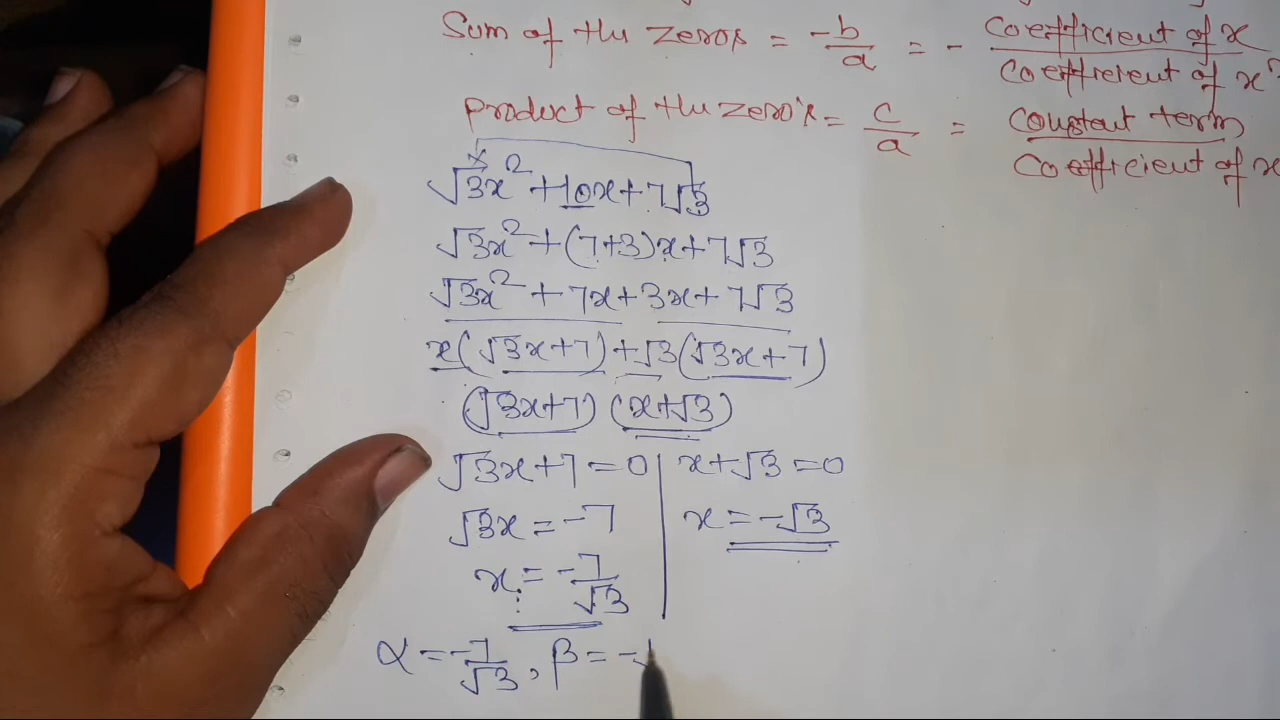 Sum of the zeros = -b/a = - Coefficient of x / Coefficient of x²
product of the zero's = c/a = Constant term / Coefficient of x
√3x² + 10x + 7√3
√3x² + (7+3)x + 7√3
√3x² + 7x + 3x + 7√3
x(√3x+7) + √3(√3x+7)
(√3x+7) (x+√3)
√3x+7 = 0 | x+√3 = 0
√3x = -7 | x = -√3
x = -7/√3
α = -7/√3, β = -